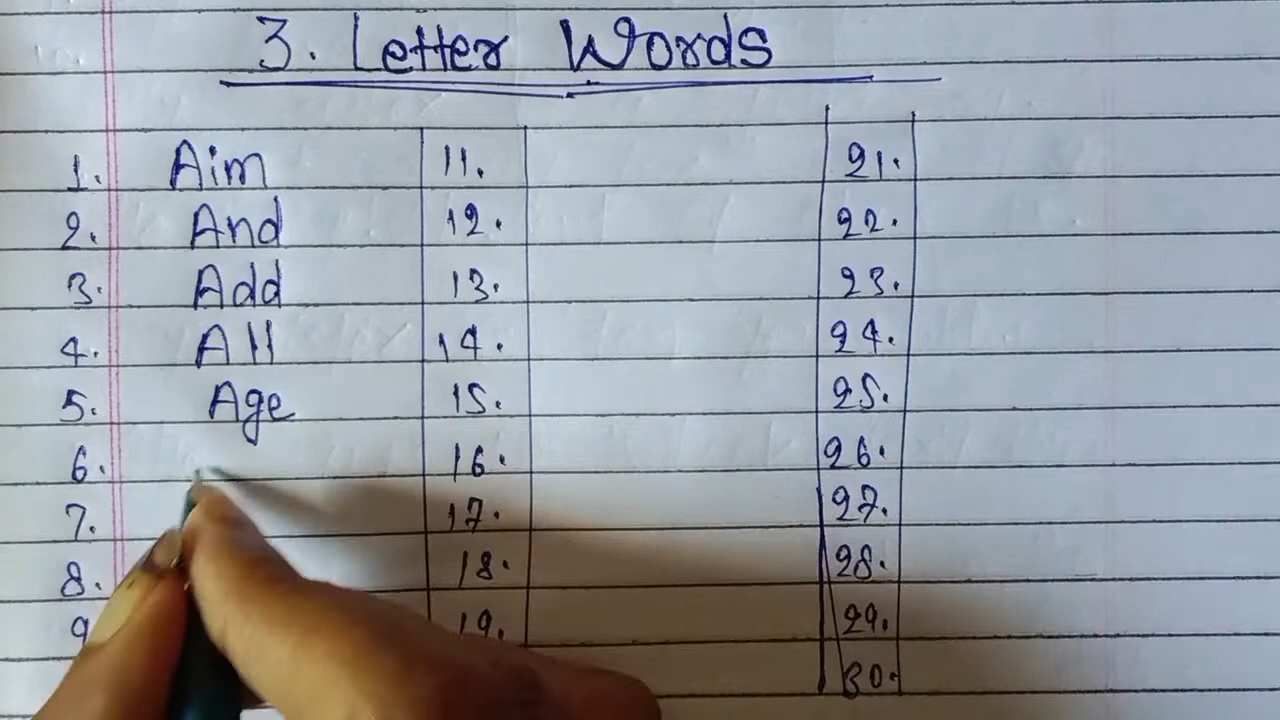 3. Letter Words
1. Aim 11. 21.
2. And 12. 22.
3. Add 13. 23.
4. All 14. 24.
5. Age 15. 25.
6. 16. 26.
7. 17. 27.
8. 18. 28.
9 19. 29.
30.